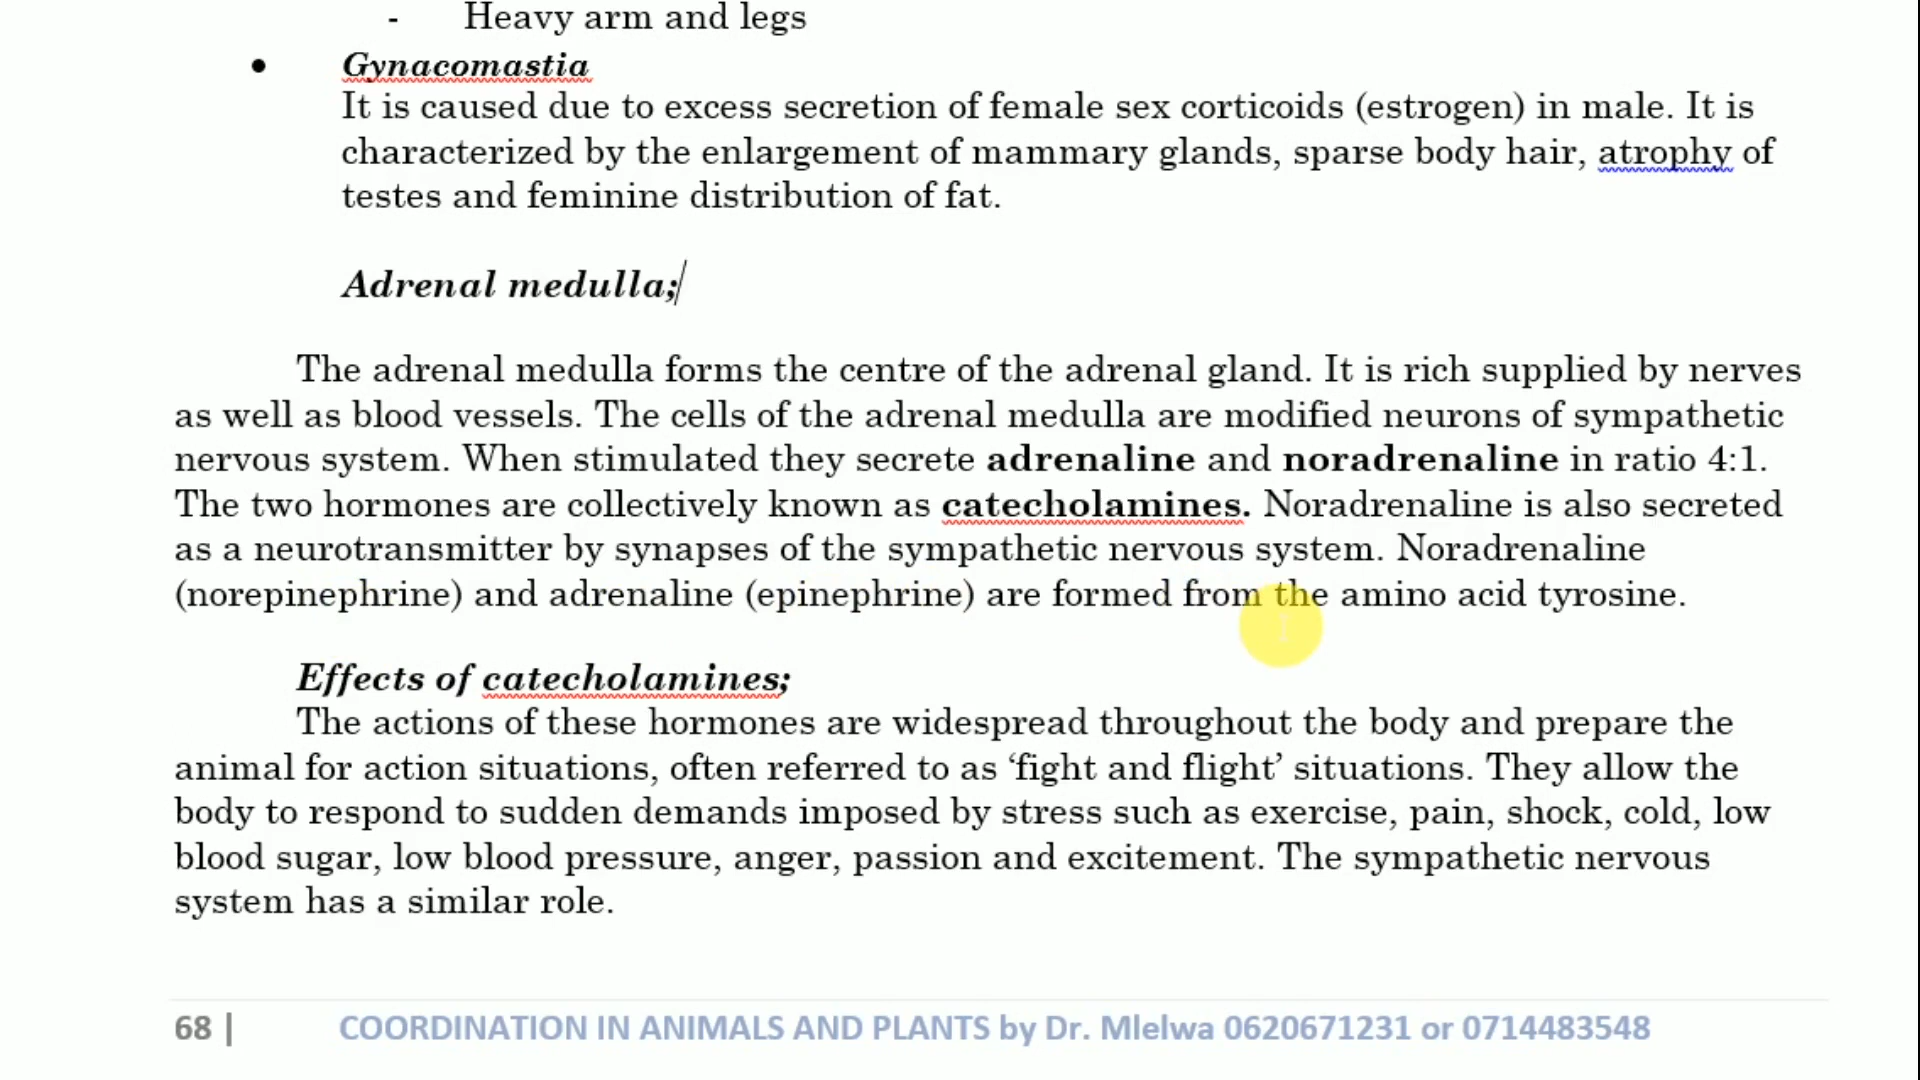 - Heavy arm and legs
• Gynacomastia
It is caused due to excess secretion of female sex corticoids (estrogen) in male. It is
characterized by the enlargement of mammary glands, sparse body hair, atrophy of
testes and feminine distribution of fat.
Adrenal medulla;
The adrenal medulla forms the centre of the adrenal gland. It is rich supplied by nerves
as well as blood vessels. The cells of the adrenal medulla are modified neurons of sympathetic
nervous system. When stimulated they secrete adrenaline and noradrenaline in ratio 4:1.
The two hormones are collectively known as catecholamines. Noradrenaline is also secreted
as a neurotransmitter by synapses of the sympathetic nervous system. Noradrenaline
(norepinephrine) and adrenaline (epinephrine) are formed from the amino acid tyrosine.
Effects of catecholamines;
The actions of these hormones are widespread throughout the body and prepare the
animal for action situations, often referred to as ‘fight and flight’ situations. They allow the
body to respond to sudden demands imposed by stress such as exercise, pain, shock, cold, low
blood sugar, low blood pressure, anger, passion and excitement. The sympathetic nervous
system has a similar role.
68 | COORDINATION IN ANIMALS AND PLANTS by Dr. Mlelwa 0620671231 or 0714483548